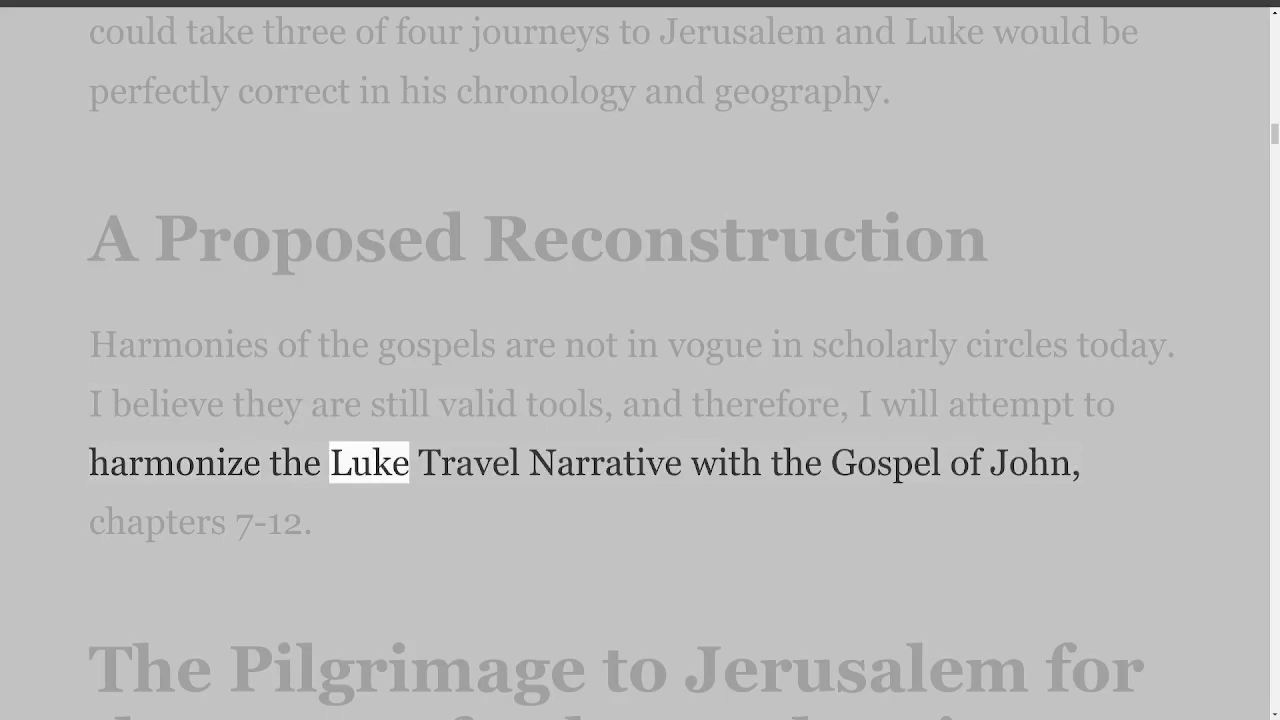 could take three of four journeys to Jerusalem and Luke would be
perfectly correct in his chronology and geography.
A Proposed Reconstruction
Harmonies of the gospels are not in vogue in scholarly circles today.
I believe they are still valid tools, and therefore, I will attempt to
harmonize the Luke Travel Narrative with the Gospel of John,
chapters 7-12.
The Pilgrimage to Jerusalem for